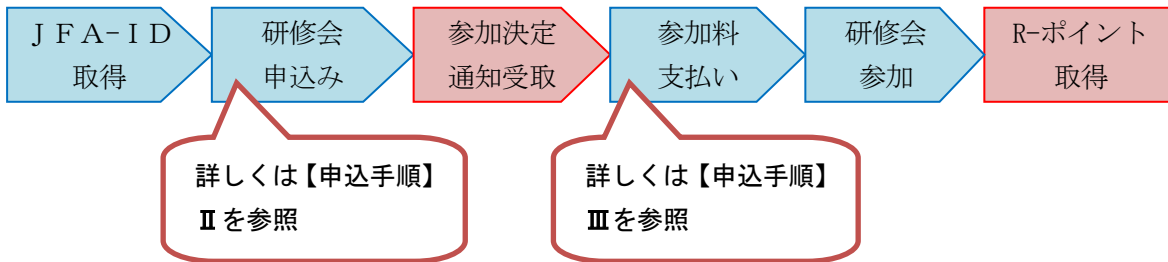 ＪＦＡ-ＩＤ
取得
研修会
申込み
参加決定
通知受取
参加料
支払い
研修会
参加
R-ポイント
取得
詳しくは【申込手順】
Ⅱを参照
詳しくは【申込手順】
Ⅲを参照